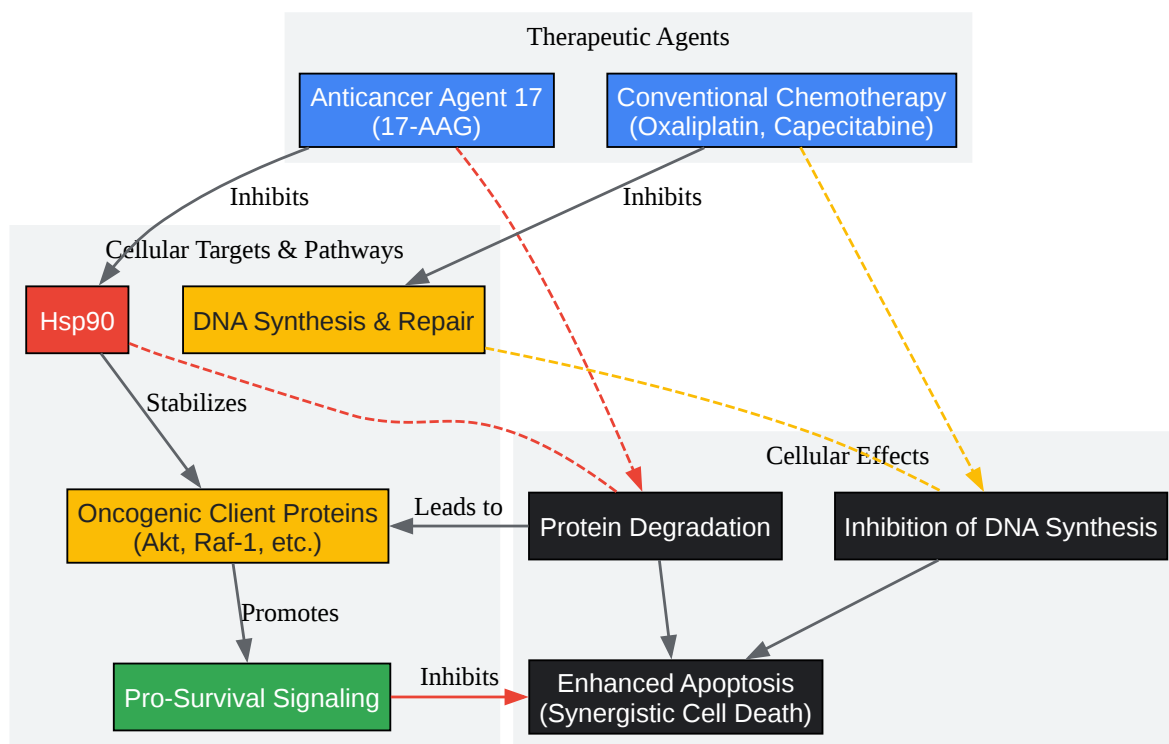 Therapeutic Agents
Anticancer Agent 17
(17-AAG)
Conventional Chemotherapy
(Oxaliplatin, Capecitabine)
Inhibits
Inhibits
Cellular Targets & Pathways
Hsp90
DNA Synthesis & Repair
Stabilizes
Cellular Effects
Oncogenic Client Proteins
(Akt, Raf-1, etc.)
Leads to
Protein Degradation
Inhibition of DNA Synthesis
Promotes
Pro-Survival Signaling
Inhibits
Enhanced Apoptosis
(Synergistic Cell Death)